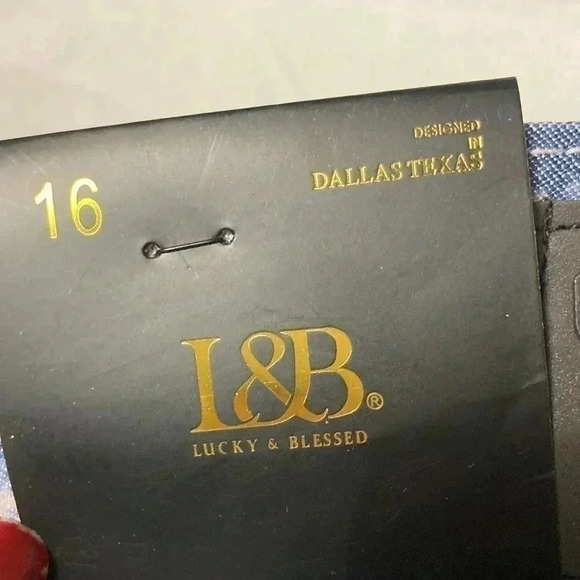 16
DESIGNED
IN
DALLAS TEXAS
L&B®
LUCKY & BLESSED